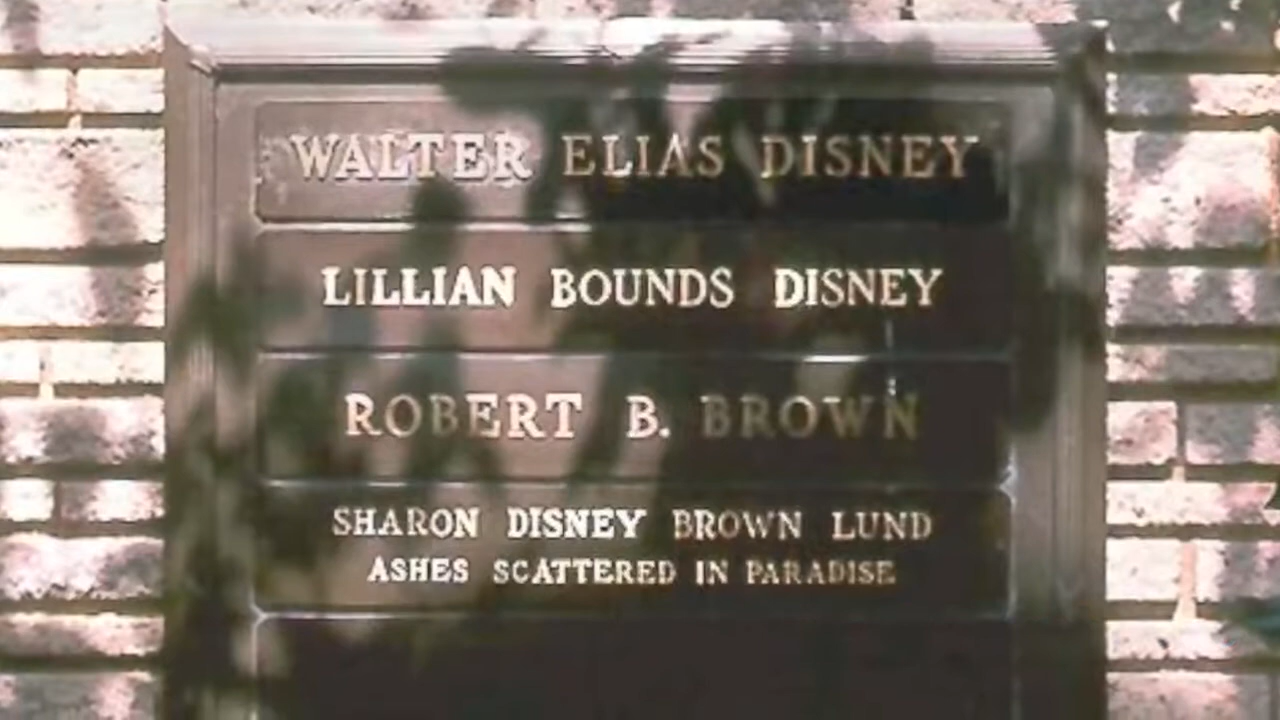 WALTER ELIAS DISNEY
LILLIAN BOUNDS DISNEY
ROBERT B. BROWN
SHARON DISNEY BROWN LUND
ASHES SCATTERED IN PARADISE